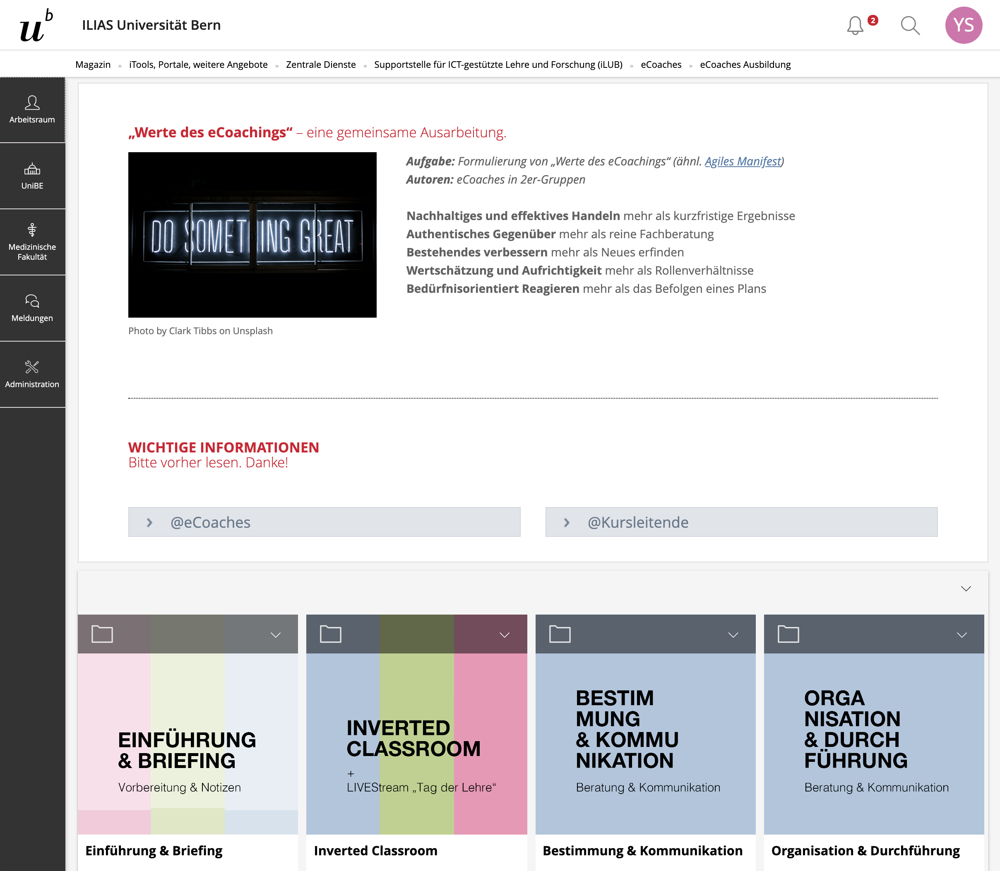 u
b
ILIAS Universität Bern
2
YS
Magazin » iTools, Portale, weitere Angebote » Zentrale Dienste » Supportstelle für ICT-gestützte Lehre und Forschung (iLUB) » eCoaches » eCoaches Ausbildung
Arbeitsraum
UniBE
Medizinische
Fakultät
Meldungen
Administration
„Werte des eCoachings“ – eine gemeinsame Ausarbeitung.
DO SOMETHING GREAT
Photo by Clark Tibbs on Unsplash
Aufgabe: Formulierung von „Werte des eCoachings“ (ähnl. Agiles Manifest)
Autoren: eCoaches in 2er-Gruppen
Nachhaltiges und effektives Handeln mehr als kurzfristige Ergebnisse
Authentisches Gegenüber mehr als reine Fachberatung
Bestehendes verbessern mehr als Neues erfinden
Wertschätzung und Aufrichtigkeit mehr als Rollenverhältnisse
Bedürfnisorientiert Reagieren mehr als das Befolgen eines Plans
WICHTIGE INFORMATIONEN
Bitte vorher lesen. Danke!
@eCoaches
@Kursleitende
EINFÜHRUNG
& BRIEFING
Vorbereitung & Notizen
Einführung & Briefing
INVERTED
CLASSROOM
+
LIVEStream „Tag der Lehre“
Inverted Classroom
BESTIM
MUNG
& KOMMU
NIKATION
Beratung & Kommunikation
Bestimmung & Kommunikation
ORGA
NISATION
& DURCH
FÜHRUNG
Beratung & Kommunikation
Organisation & Durchführung